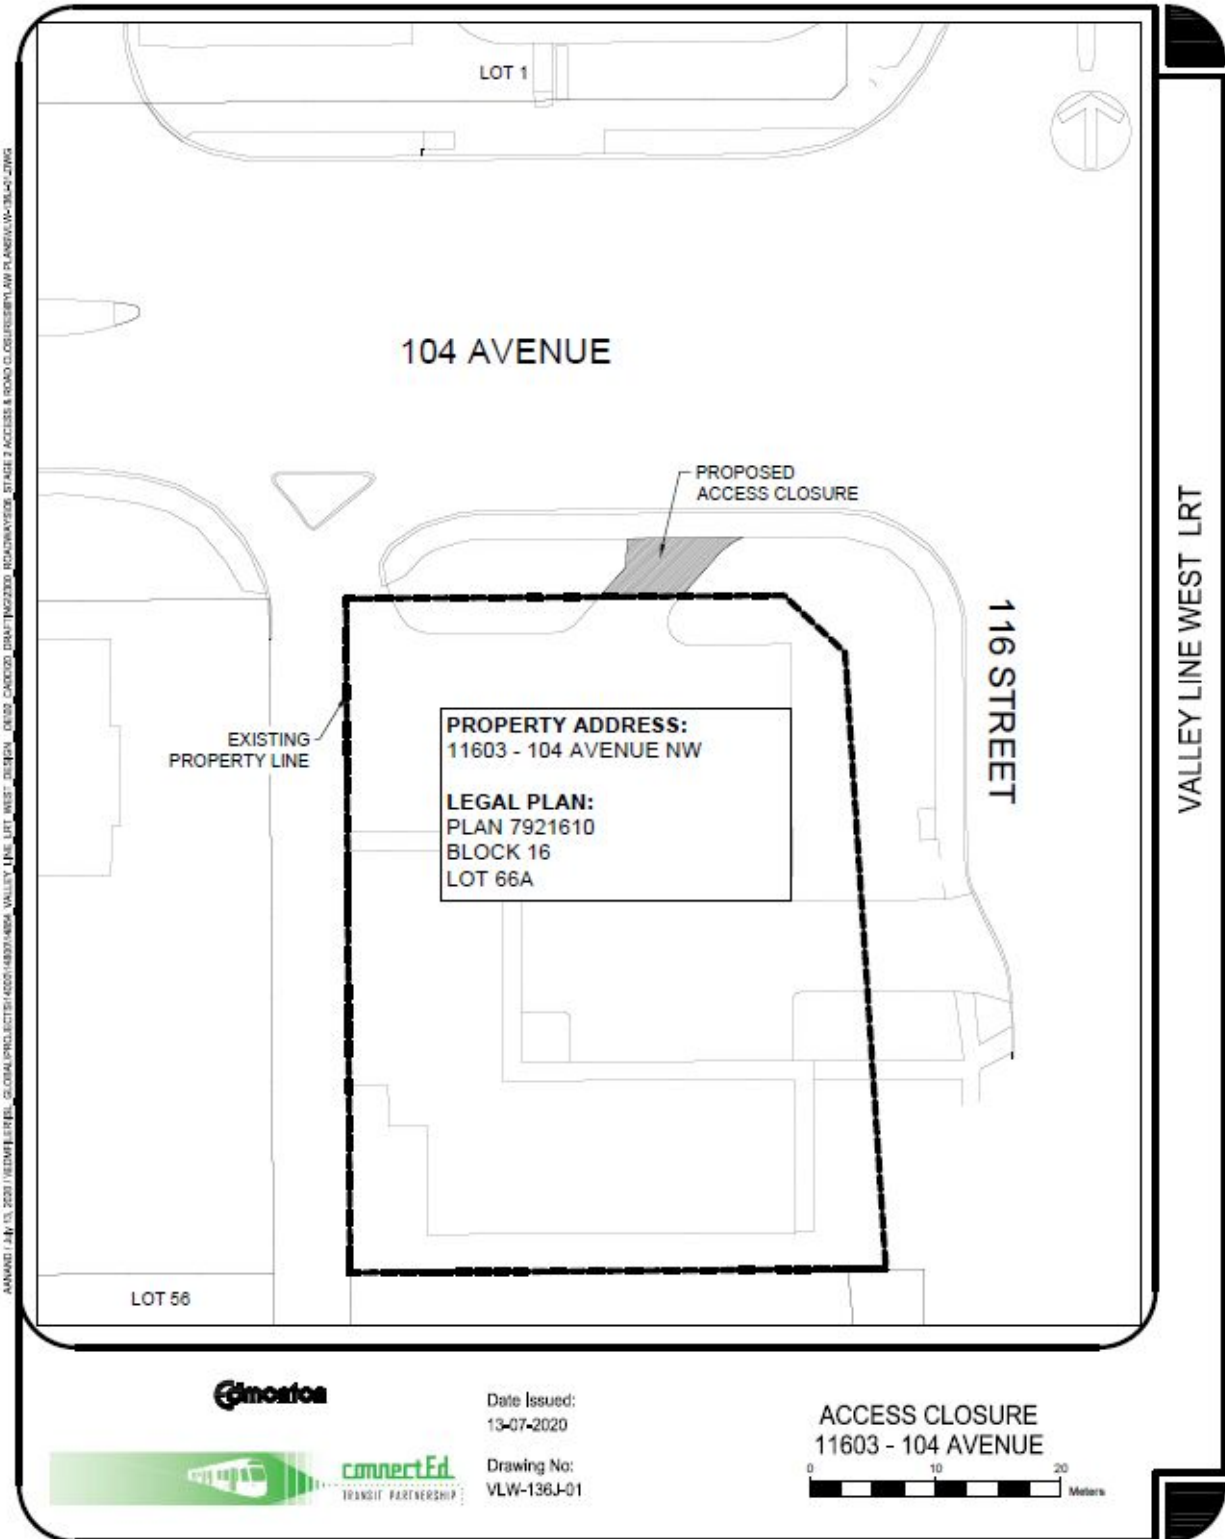 LOT 1
104 AVENUE
PROPOSED
ACCESS CLOSURE
116 STREET
EXISTING
PROPERTY LINE
PROPERTY ADDRESS:
11603 - 104 AVENUE NW
LEGAL PLAN:
PLAN 7921610
BLOCK 16
LOT 66A
LOT 56
VALLEY LINE WEST LRT
Edmonton
connectEd
TRANSIT PARTNERSHIP
Date Issued:
13-07-2020
Drawing No:
VLW-136J-01
ACCESS CLOSURE
11603 - 104 AVENUE
0 10 20
Meters